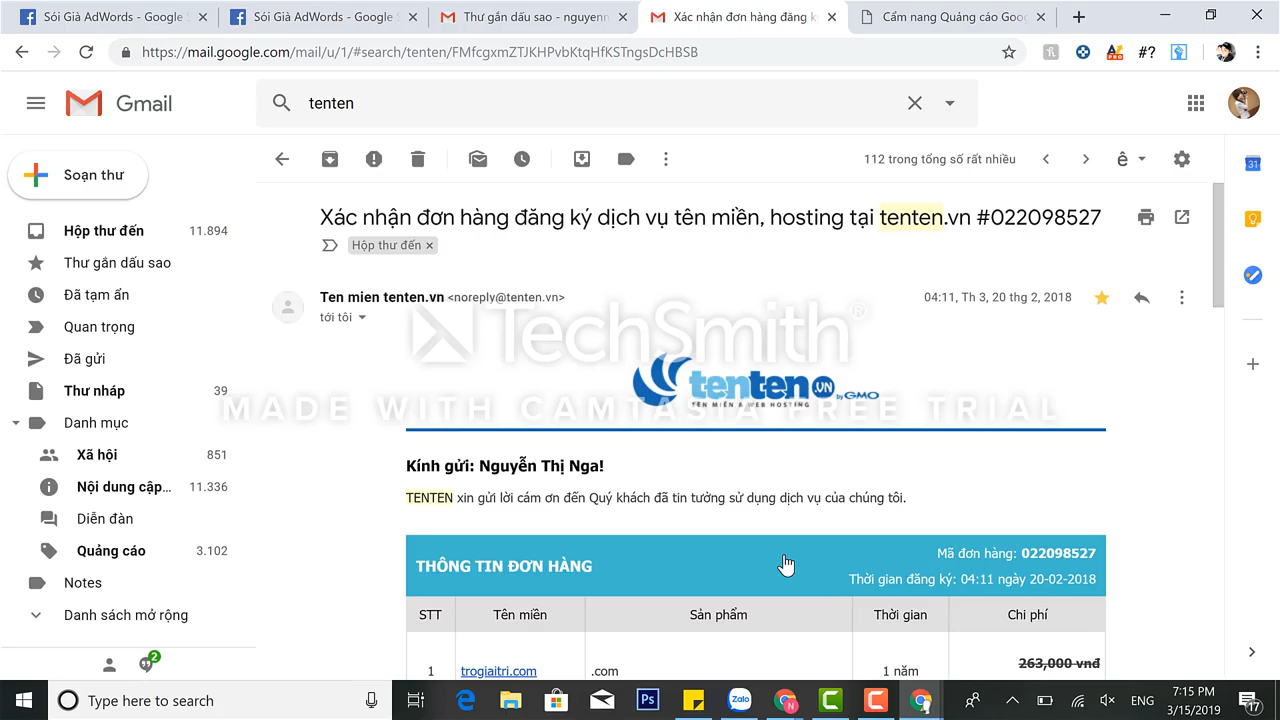 Sói Già AdWords - Google S
Sói Già AdWords - Google S
Thư gắn dấu sao - nguyenn
Xác nhận đơn hàng đăng ký
Cẩm nang Quảng cáo Goog
https://mail.google.com/mail/u/1/#search/tenten/FMfcgxmZTJKHPvbKtqHfKSTngsDcHBSB
PRO
#?
Gmail
tenten
Soạn thư
112 trong tổng số rất nhiều
ê
31
Xác nhận đơn hàng đăng ký dịch vụ tên miền, hosting tại tenten.vn #022098527
Hộp thư đến
Hộp thư đến 11.894
Thư gắn dấu sao
Đã tạm ẩn
Quan trọng
Đã gửi
Thư nháp 39
Danh mục
Xã hội 851
Nội dung cập... 11.336
Diễn đàn
Quảng cáo 3.102
Notes
Danh sách mở rộng
2
Ten mien tenten.vn <noreply@tenten.vn>
04:11, Th 3, 20 thg 2, 2018
tới tôi
TechSmith®
MADE WITH CAMTASIA FREE TRIAL
tenten.VN by GMO
TÊN MIỀN & WEB HOSTING
Kính gửi: Nguyễn Thị Nga!
TENTEN xin gửi lời cám ơn đến Quý khách đã tin tưởng sử dụng dịch vụ của chúng tôi.
THÔNG TIN ĐƠN HÀNG
Mã đơn hàng: 022098527
Thời gian đăng ký: 04:11 ngày 20-02-2018
STT Tên miền Sản phẩm Thời gian Chi phí
263,000 vnđ
1 trogiaitri.com .com 1 năm
Type here to search
Ps
Zalo
N
C
C
ENG
7:15 PM
3/15/2019
17